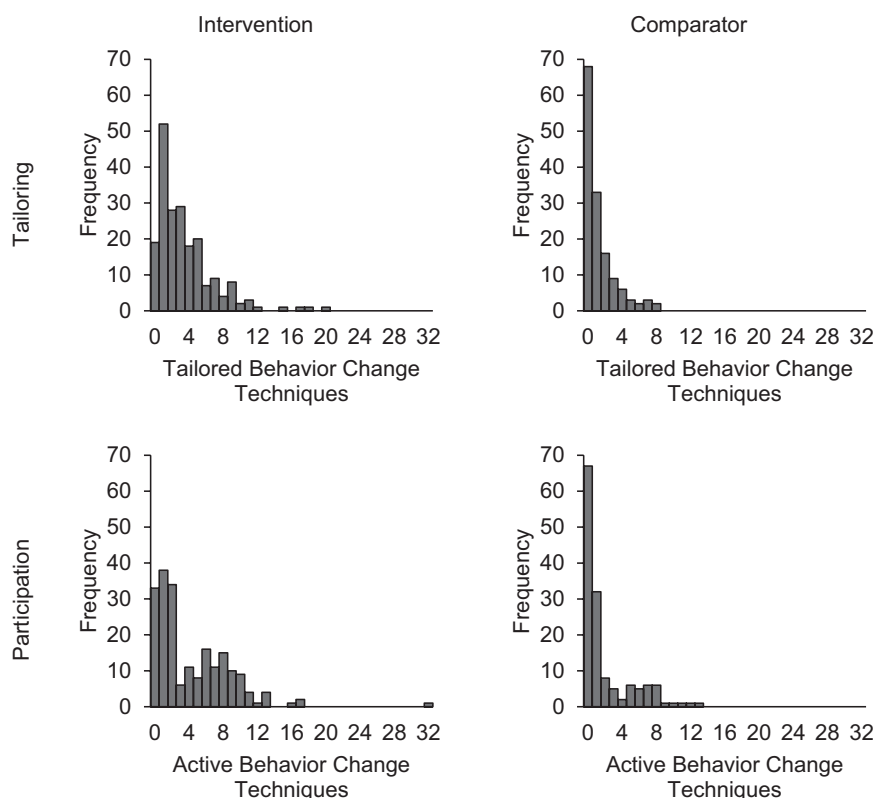 Intervention
Comparator
Tailoring
Frequency
70
60
50
40
30
20
10
0
0 4 8 12 16 20 24 28 32
Tailored Behavior Change
Techniques
Frequency
70
60
50
40
30
20
10
0
0 4 8 12 16 20 24 28 32
Tailored Behavior Change
Techniques
Participation
Frequency
70
60
50
40
30
20
10
0
0 4 8 12 16 20 24 28 32
Active Behavior Change
Techniques
Frequency
70
60
50
40
30
20
10
0
0 4 8 12 16 20 24 28 32
Active Behavior Change
Techniques